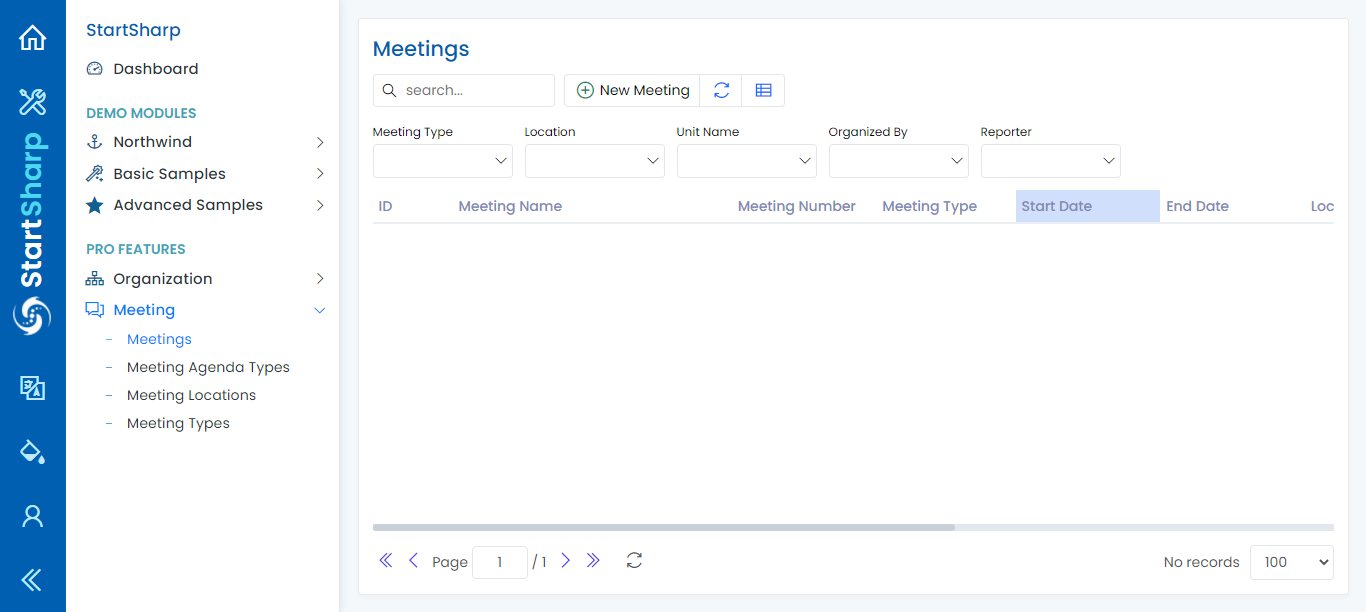 StartSharp
StartSharp
Dashboard
DEMO MODULES
Northwind
Basic Samples
Advanced Samples
PRO FEATURES
Organization
Meeting
Meetings
Meeting Agenda Types
Meeting Locations
Meeting Types
Meetings
search...
New Meeting
Meeting Type Location Unit Name Organized By Reporter
ID Meeting Name Meeting Number Meeting Type Start Date End Date Loc
Page 1 / 1 No records 100